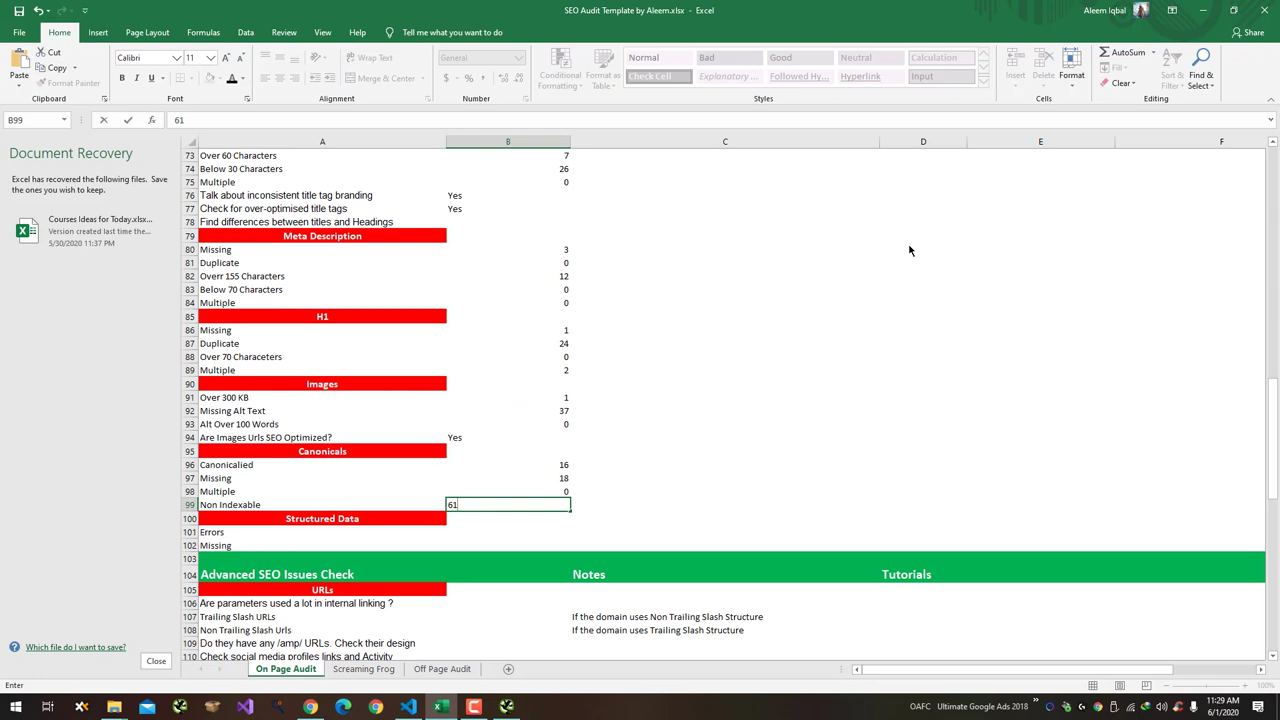 SEO Audit Template by Aleem.xlsx - Excel
Aleem Iqbal
File Home Insert Page Layout Formulas Data Review View Help Tell me what you want to do Share
Paste
Cut
Copy
Format Painter
Clipboard
Calibri 11
B I U
Font
Wrap Text
Merge & Center
Alignment
General
$ % ,
Number
Conditional Formatting
Format as Table
Normal Bad Good Neutral Calculation
Check Cell Explanatory... Followed Hy... Hyperlink Input
Styles
Insert Delete Format
Cells
AutoSum
Fill
Clear
Sort & Filter
Find & Select
Editing
B99 61
Document Recovery
Excel has recovered the following files. Save the ones you wish to keep.
Courses Ideas for Today.xlsx...
Version created last time the...
5/30/2020 11:37 PM
Which file do I want to save?
Close
A B C D E F
73 Over 60 Characters 7
74 Below 30 Characters 26
75 Multiple 0
76 Talk about inconsistent title tag branding Yes
77 Check for over-optimised title tags Yes
78 Find differences between titles and Headings
79 Meta Description
80 Missing 3
81 Duplicate 0
82 Overr 155 Characters 12
83 Below 70 Characters 0
84 Multiple 0
85 H1
86 Missing 1
87 Duplicate 24
88 Over 70 Characeters 0
89 Multiple 2
90 Images
91 Over 300 KB 1
92 Missing Alt Text 37
93 Alt Over 100 Words 0
94 Are Images Urls SEO Optimized? Yes
95 Canonicals
96 Canonicalied 16
97 Missing 18
98 Multiple 0
99 Non Indexable 61
100 Structured Data
101 Errors
102 Missing
103
104 Advanced SEO Issues Check Notes Tutorials
105 URLs
106 Are parameters used a lot in internal linking ?
107 Trailing Slash URLs If the domain uses Non Trailing Slash Structure
108 Non Trailing Slash Urls If the domain uses Trailing Slash Structure
109 Do they have any /amp/ URLs. Check their design
110 Check social media profiles links and Activity
On Page Audit Screaming Frog Off Page Audit
Enter
100%
OAFC Ultimate Google Ads 2018
11:29 AM
6/1/2020